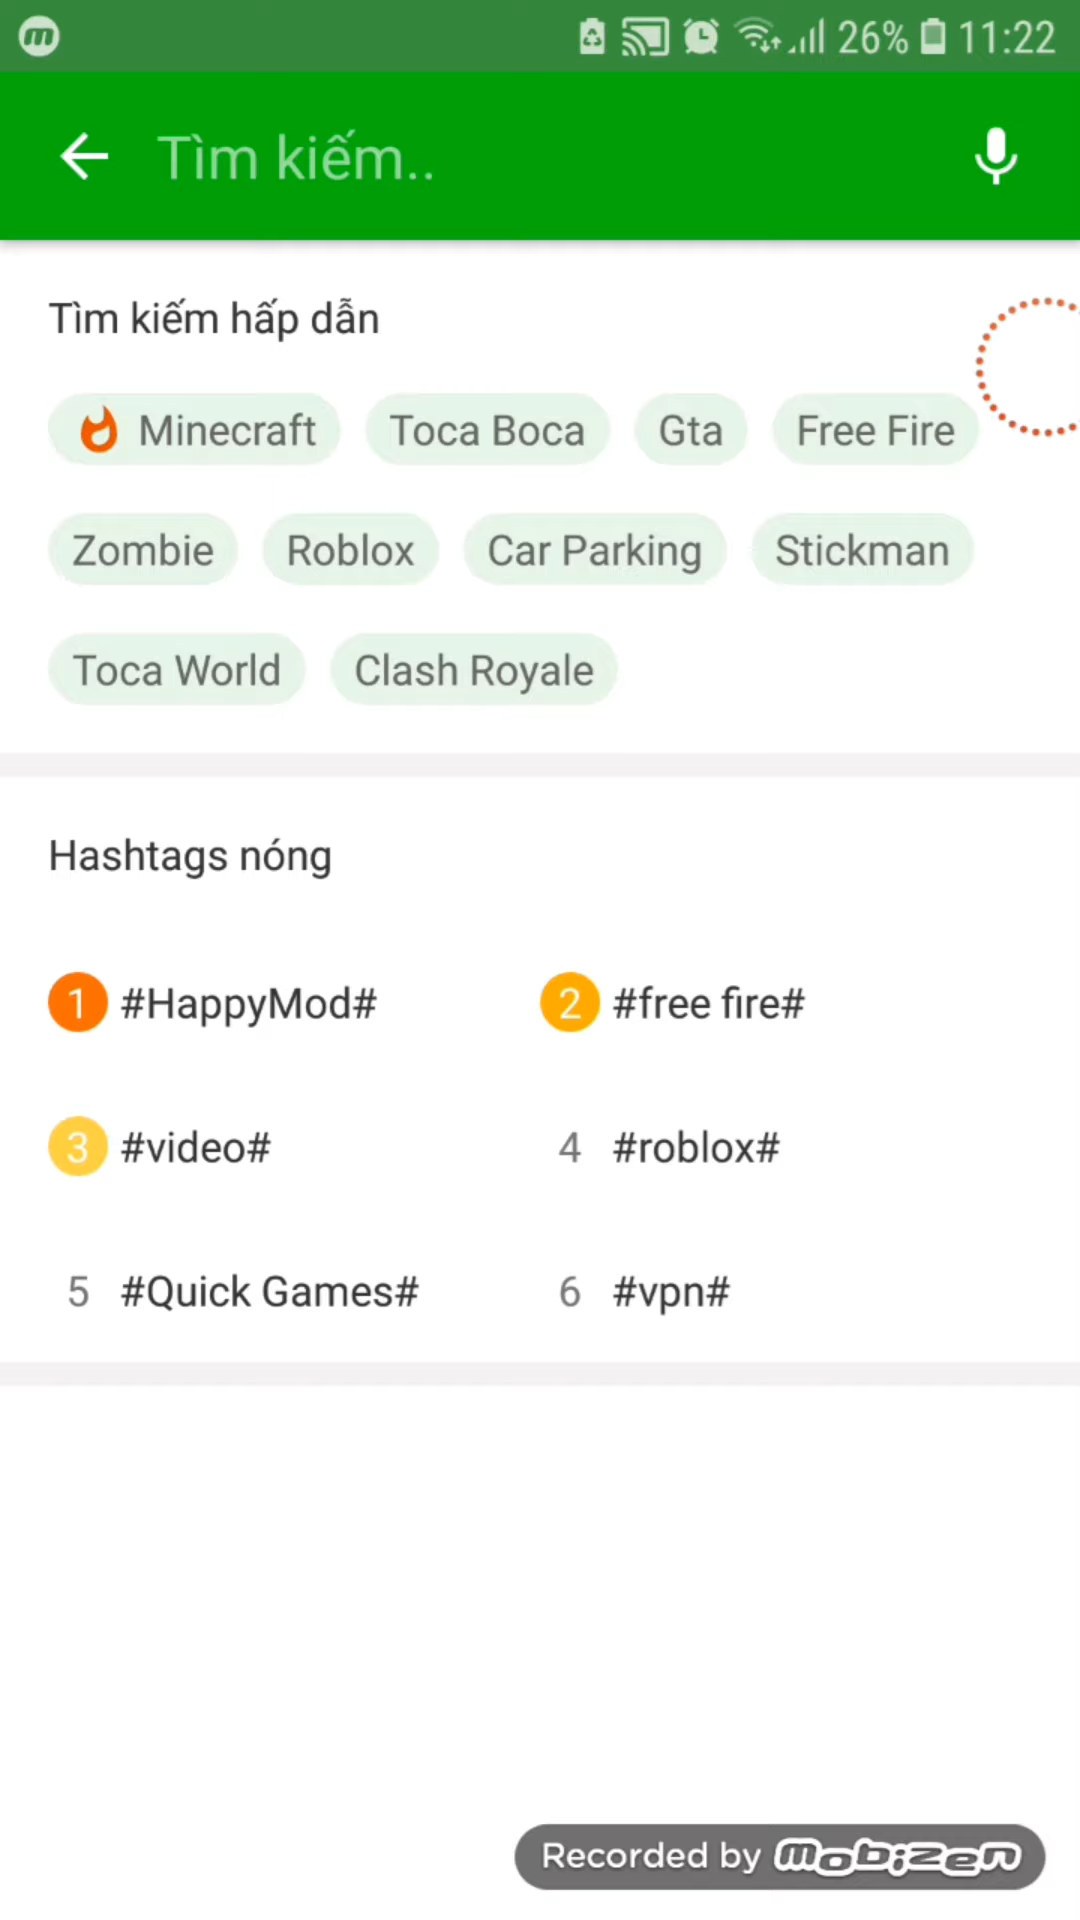 26% 11:22
Tìm kiếm..
Tìm kiếm hấp dẫn
Minecraft Toca Boca Gta Free Fire
Zombie Roblox Car Parking Stickman
Toca World Clash Royale
Hashtags nóng
1 #HappyMod# 2 #free fire#
3 #video# 4 #roblox#
5 #Quick Games# 6 #vpn#
Recorded by mobizen